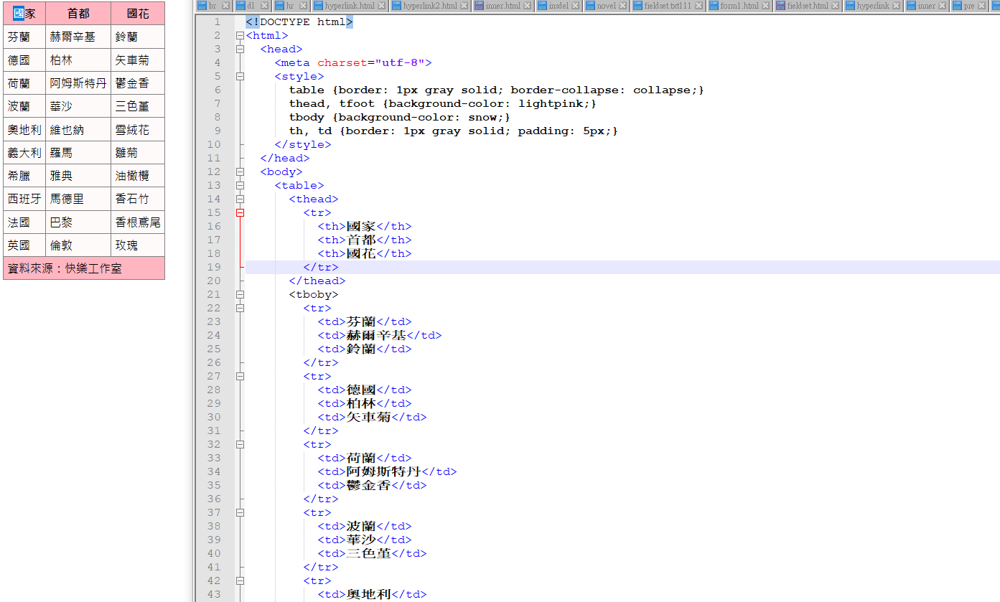 國家 首都 國花
芬蘭 赫爾辛基 鈴蘭
德國 柏林 矢車菊
荷蘭 阿姆斯特丹 鬱金香
波蘭 華沙 三色堇
奧地利 維也納 雪絨花
義大利 羅馬 雛菊
希臘 雅典 油橄欖
西班牙 馬德里 香石竹
法國 巴黎 香根鳶尾
英國 倫敦 玫瑰
資料來源：快樂工作室
br d1 hr hyperlink.html hyperlink2.html inner.html insdel novel fieldset.txt111 form1.html fieldset.html hyperlink inner pre
1 <!DOCTYPE html>
2 <html>
3 <head>
4 <meta charset="utf-8">
5 <style>
6 table {border: 1px gray solid; border-collapse: collapse;}
7 thead, tfoot {background-color: lightpink;}
8 tbody {background-color: snow;}
9 th, td {border: 1px gray solid; padding: 5px;}
10 </style>
11 </head>
12 <body>
13 <table>
14 <thead>
15 <tr>
16 <th>國家</th>
17 <th>首都</th>
18 <th>國花</th>
19 </tr>
20 </thead>
21 <tboby>
22 <tr>
23 <td>芬蘭</td>
24 <td>赫爾辛基</td>
25 <td>鈴蘭</td>
26 </tr>
27 <tr>
28 <td>德國</td>
29 <td>柏林</td>
30 <td>矢車菊</td>
31 </tr>
32 <tr>
33 <td>荷蘭</td>
34 <td>阿姆斯特丹</td>
35 <td>鬱金香</td>
36 </tr>
37 <tr>
38 <td>波蘭</td>
39 <td>華沙</td>
40 <td>三色堇</td>
41 </tr>
42 <tr>
43 <td>奧地利</td>